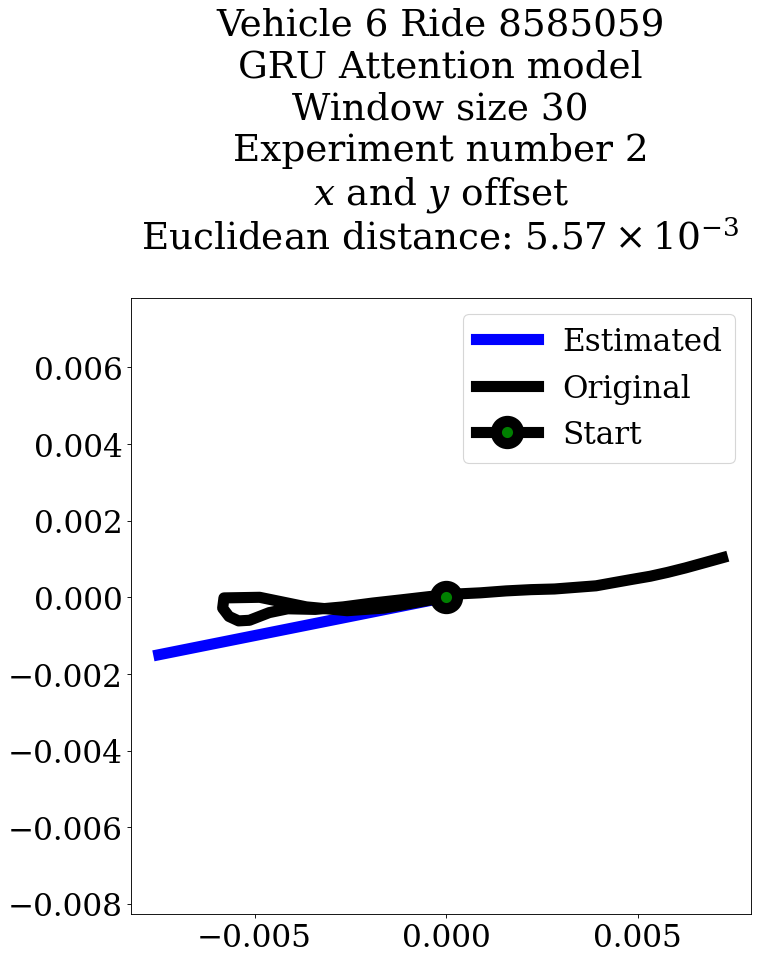 Vehicle 6 Ride 8585059
GRU Attention model
Window size 30
Experiment number 2
x and y offset
Euclidean distance: 5.57 × 10⁻³
Estimated
Original
Start
0.006
0.004
0.002
0.000
−0.002
−0.004
−0.006
−0.008
−0.005
0.000
0.005